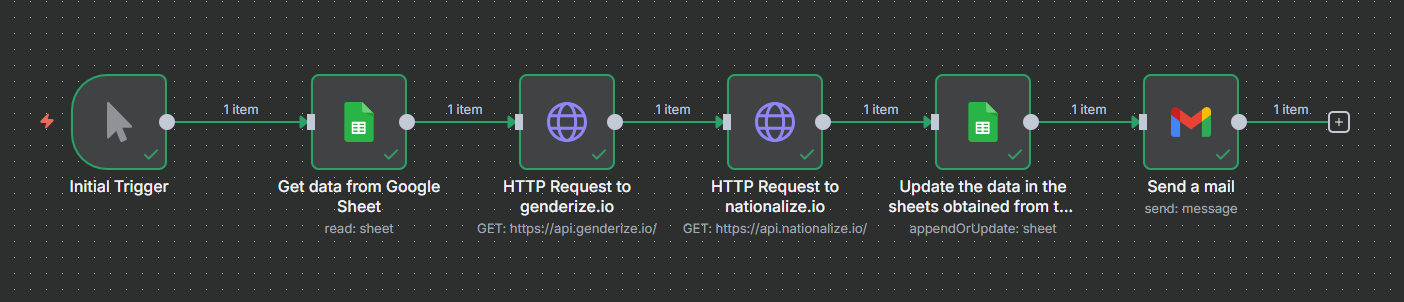 1 item
1 item
1 item
1 item
1 item
1 item
Initial Trigger
Get data from Google
Sheet
read: sheet
HTTP Request to
genderize.io
GET: https://api.genderize.io/
HTTP Request to
nationalize.io
GET: https://api.nationalize.io/
Update the data in the
sheets obtained from t...
appendOrUpdate: sheet
Send a mail
send: message